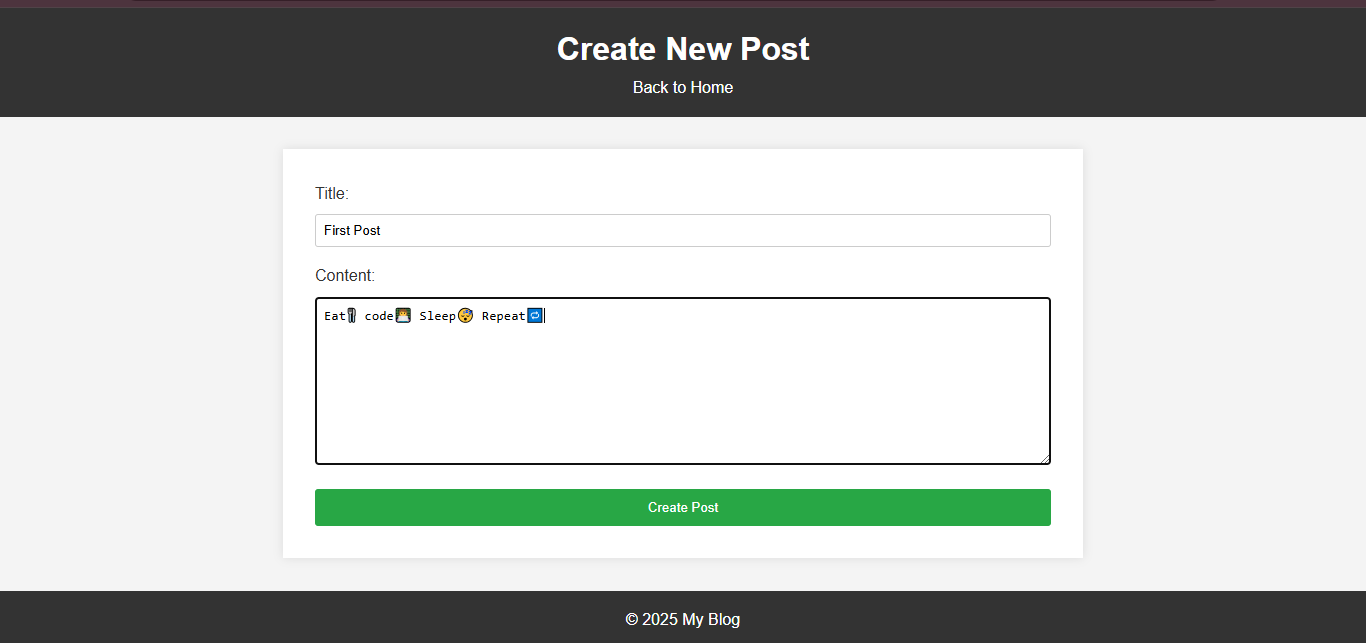 Create New Post
Back to Home
Title:
First Post
Content:
Eat🍴 code👨‍💻 Sleep😴 Repeat🔁
Create Post
© 2025 My Blog